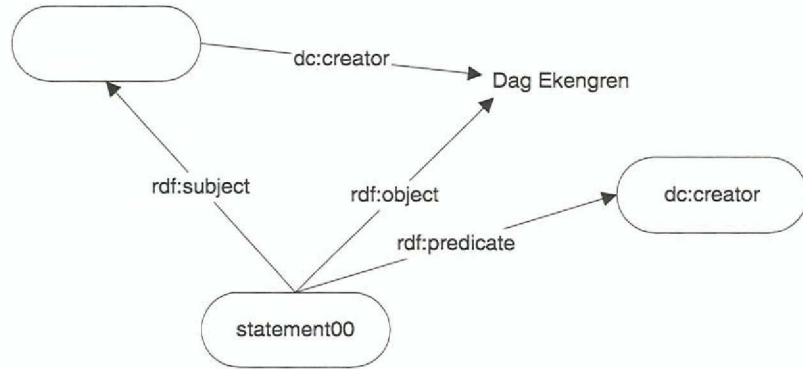 dc:creator
Dag Ekengren
rdf:subject
rdf:object
dc:creator
rdf:predicate
statement00